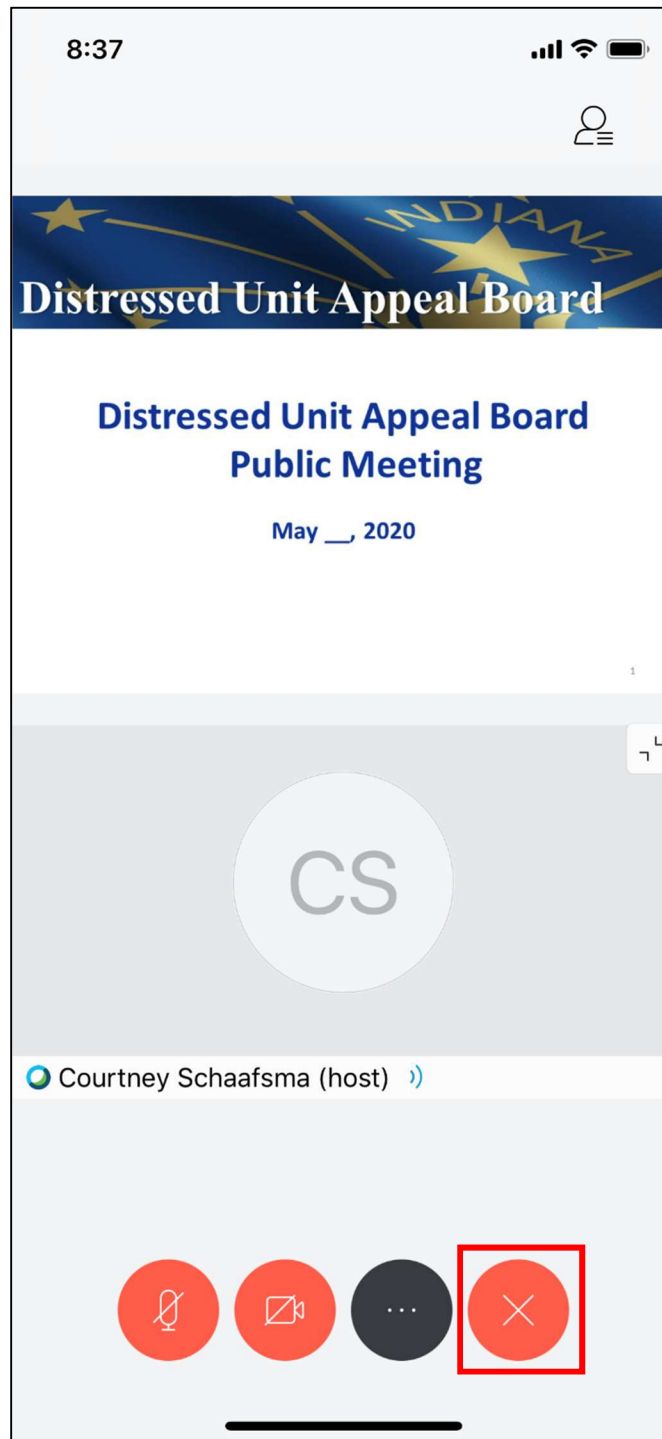 8:37
INDIANA
Distressed Unit Appeal Board
Distressed Unit Appeal Board
Public Meeting
May __, 2020
1
CS
Courtney Schaafsma (host)